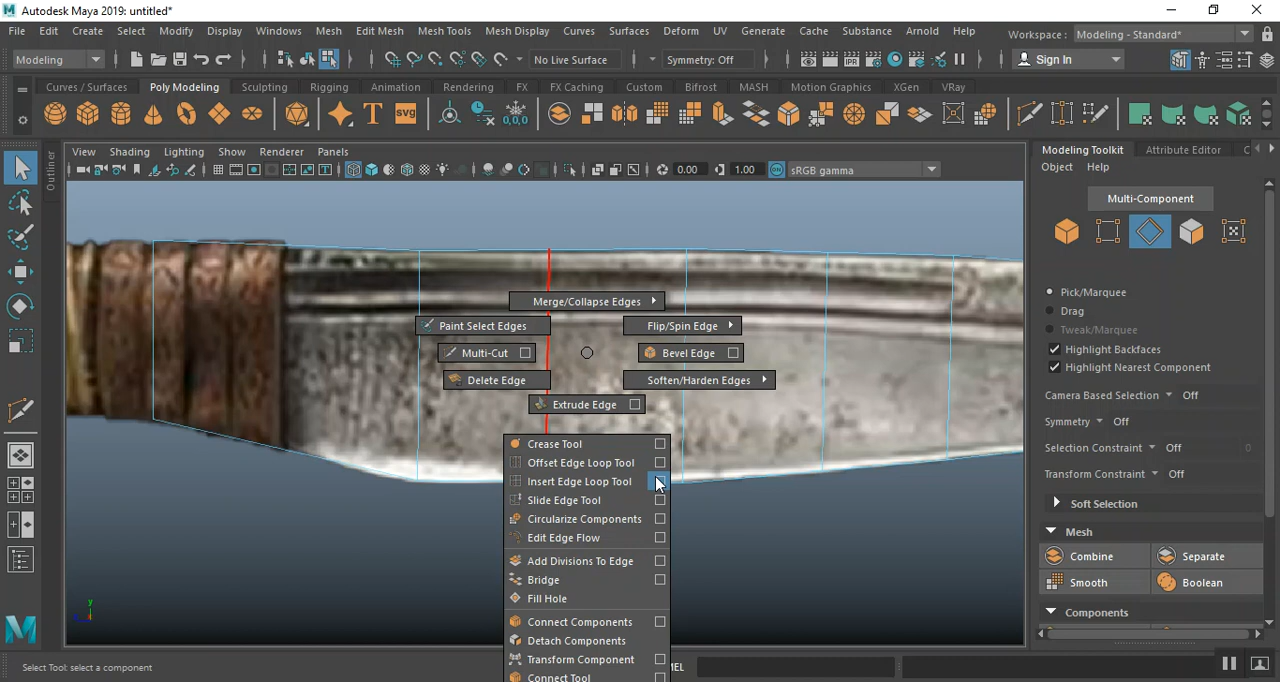 Autodesk Maya 2019: untitled*
File Edit Create Select Modify Display Windows Mesh Edit Mesh Mesh Tools Mesh Display Curves Surfaces Deform UV Generate Cache Substance Arnold Help Workspace : Modeling - Standard*
Modeling No Live Surface Symmetry: Off Sign In
Curves / Surfaces Poly Modeling Sculpting Rigging Animation Rendering FX FX Caching Custom Bifrost MASH Motion Graphics XGen VRay
T SVG 0,0,0
Outliner
View Shading Lighting Show Renderer Panels
0.00 1.00 ON sRGB gamma
Merge/Collapse Edges
Paint Select Edges Flip/Spin Edge
Multi-Cut Bevel Edge
Delete Edge Soften/Harden Edges
Extrude Edge
Crease Tool
Offset Edge Loop Tool
Insert Edge Loop Tool
Slide Edge Tool
Circularize Components
Edit Edge Flow
Add Divisions To Edge
Bridge
Fill Hole
Connect Components
Detach Components
Transform Component
Connect Tool
y
Modeling Toolkit Attribute Editor C
Object Help
Multi-Component
Pick/Marquee
Drag
Tweak/Marquee
Highlight Backfaces
Highlight Nearest Component
Camera Based Selection Off
Symmetry Off
Selection Constraint Off 0
Transform Constraint Off
Soft Selection
Mesh
Combine Separate
Smooth Boolean
Components
Select Tool: select a component MEL